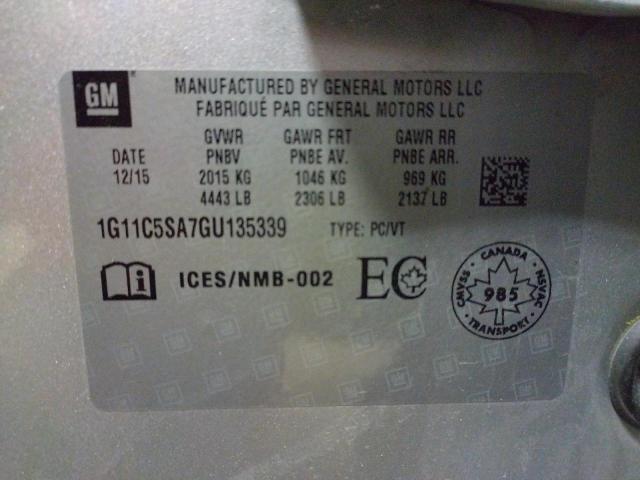 GM
MANUFACTURED BY GENERAL MOTORS LLC
FABRIQUÉ PAR GENERAL MOTORS LLC
GVWR GAWR FRT GAWR RR
DATE PNBV PNBE AV. PNBE ARR.
12/15 2015 KG 1046 KG 969 KG
4443 LB 2306 LB 2137 LB
1G11C5SA7GU135339 TYPE: PC/VT
i ICES/NMB-002 EC
CANADA
CMVSS NSVAC
985
TRANSPORT